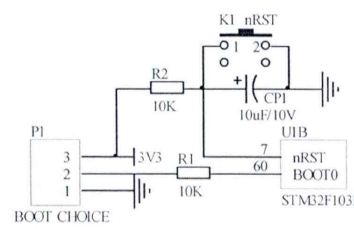 K1 nRST
1 2
R2
10K
+
CP1
10uF/10V
P1
3
2
1
3V3
R1
10K
BOOT CHOICE
U1B
7
60
nRST
BOOT0
STM32F103